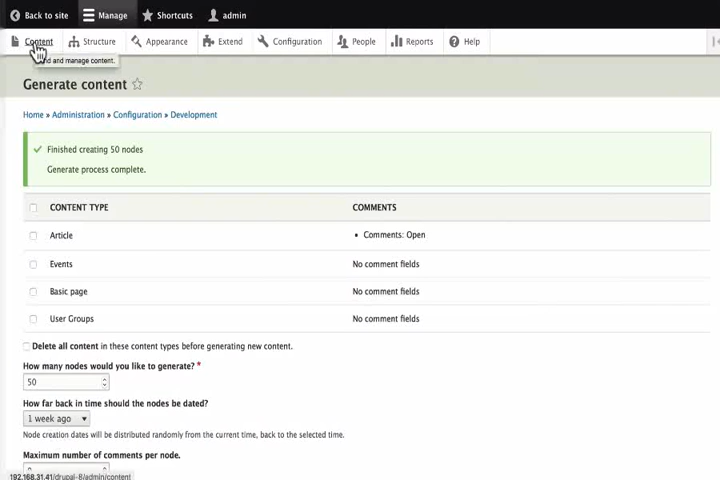 Back to site Manage Shortcuts admin
Content Structure Appearance Extend Configuration People Reports Help
and manage content.
Generate content
Home » Administration » Configuration » Development
Finished creating 50 nodes
Generate process complete.
CONTENT TYPE COMMENTS
Article • Comments: Open
Events No comment fields
Basic page No comment fields
User Groups No comment fields
Delete all content in these content types before generating new content.
How many nodes would you like to generate? *
50
How far back in time should the nodes be dated?
1 week ago
Node creation dates will be distributed randomly from the current time, back to the selected time.
Maximum number of comments per node.
192.168.31.41/drupal-8/admin/content